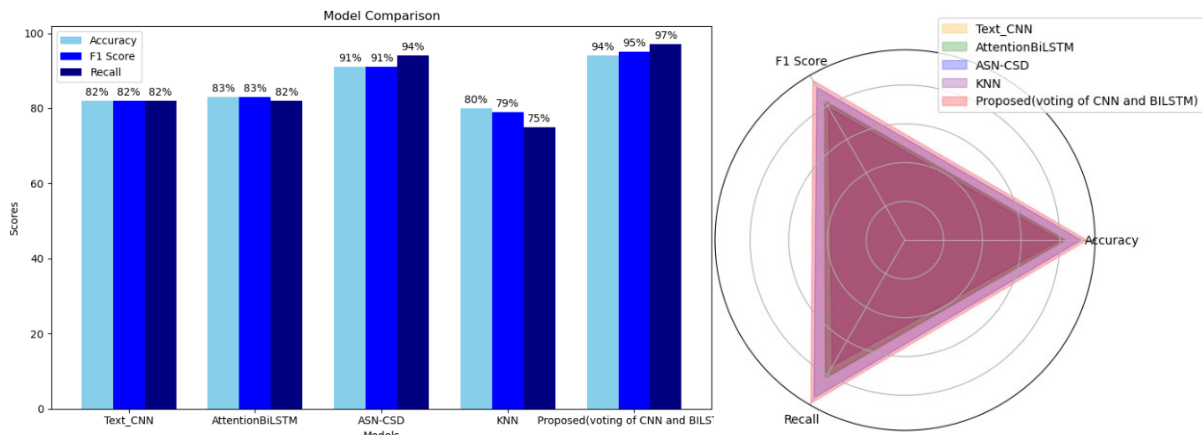 Model Comparison
Accuracy
F1 Score
Recall
Scores
100
80
60
40
20
0
82% 82% 82%
83% 83% 82%
91% 91% 94%
80% 79% 75%
94% 95% 97%
Text_CNN
AttentionBiLSTM
ASN-CSD
KNN
Proposed(voting of CNN and BILST
Models
Text_CNN
AttentionBiLSTM
ASN-CSD
KNN
Proposed(voting of CNN and BILSTM)
F1 Score
Accuracy
Recall